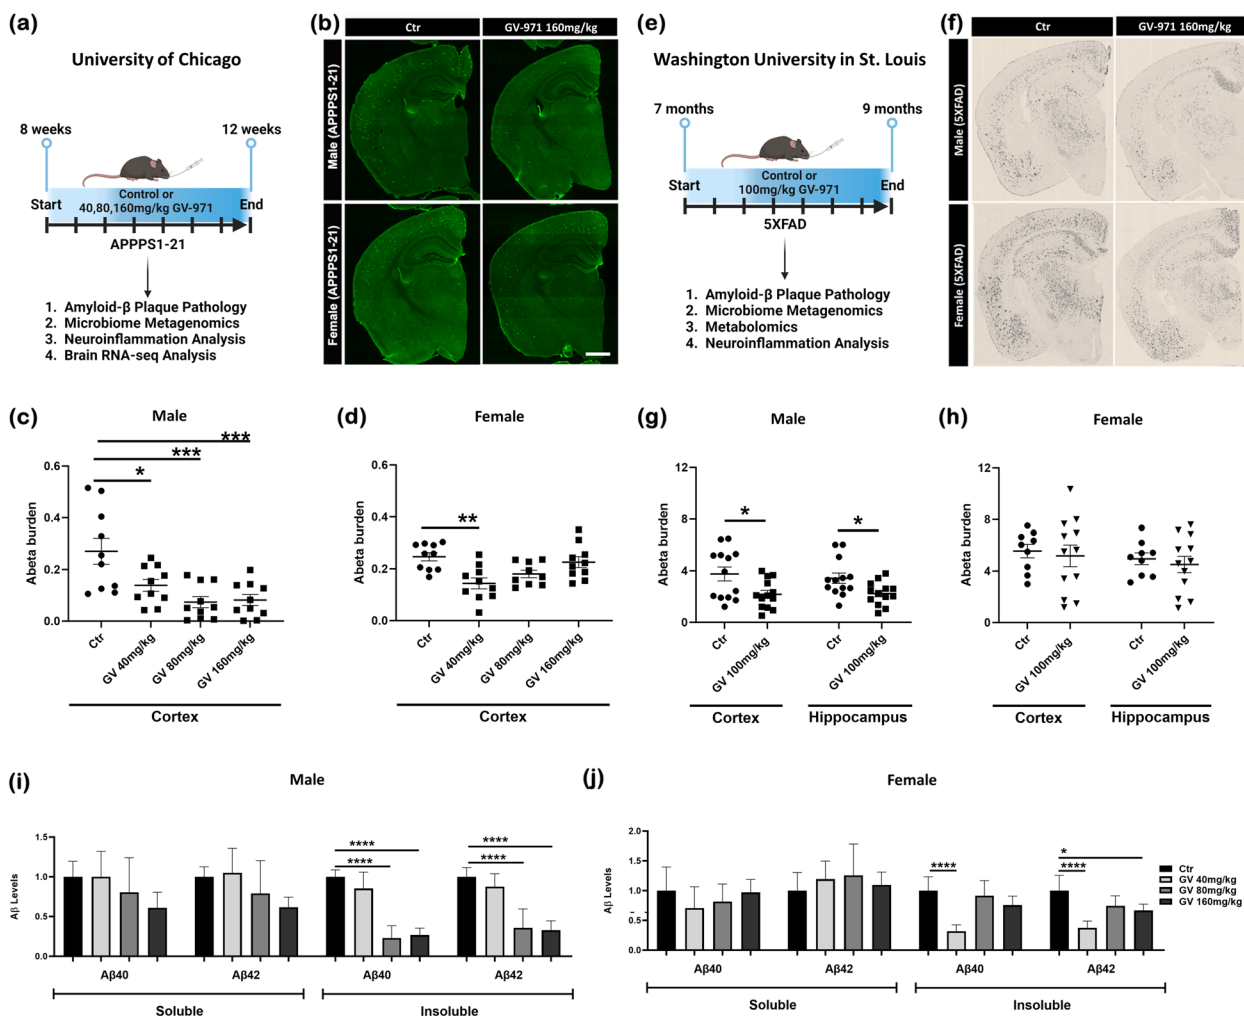 (a)
University of Chicago
8 weeks
12 weeks
Control or
40,80,160mg/kg GV-971
Start
End
APPPS1-21
1. Amyloid-β Plaque Pathology
2. Microbiome Metagenomics
3. Neuroinflammation Analysis
4. Brain RNA-seq Analysis
(b)
Ctr
GV-971 160mg/kg
Male (APPPS1-21)
Female (APPPS1-21)
(e)
Washington University in St. Louis
7 months
9 months
Control or
100mg/kg GV-971
Start
End
5XFAD
1. Amyloid-β Plaque Pathology
2. Microbiome Metagenomics
3. Metabolomics
4. Neuroinflammation Analysis
(f)
Ctr
GV-971 160mg/kg
Male (5XFAD)
Female (5XFAD)
(c)
Male
***
***
*
Abeta burden
0.6
0.4
0.2
0.0
Ctr
GV 40mg/kg
GV 80mg/kg
GV 160mg/kg
Cortex
(d)
Female
**
Abeta burden
0.6
0.4
0.2
0.0
Ctr
GV 40mg/kg
GV 80mg/kg
GV 160mg/kg
Cortex
(g)
Male
*
*
Abeta burden
12
8
4
0
Ctr
GV 100mg/kg
Ctr
GV 100mg/kg
Cortex
Hippocampus
(h)
Female
Abeta burden
12
8
4
0
Ctr
GV 100mg/kg
Ctr
GV 100mg/kg
Cortex
Hippocampus
(i)
Male
Aβ Levels
1.5
1.0
0.5
0.0
****
****
****
****
Aβ40
Aβ42
Aβ40
Aβ42
Soluble
Insoluble
(j)
Female
Aβ Levels
2.0
1.5
1.0
0.5
0.0
****
*
****
Ctr
GV 40mg/kg
GV 80mg/kg
GV 160mg/kg
Aβ40
Aβ42
Aβ40
Aβ42
Soluble
Insoluble